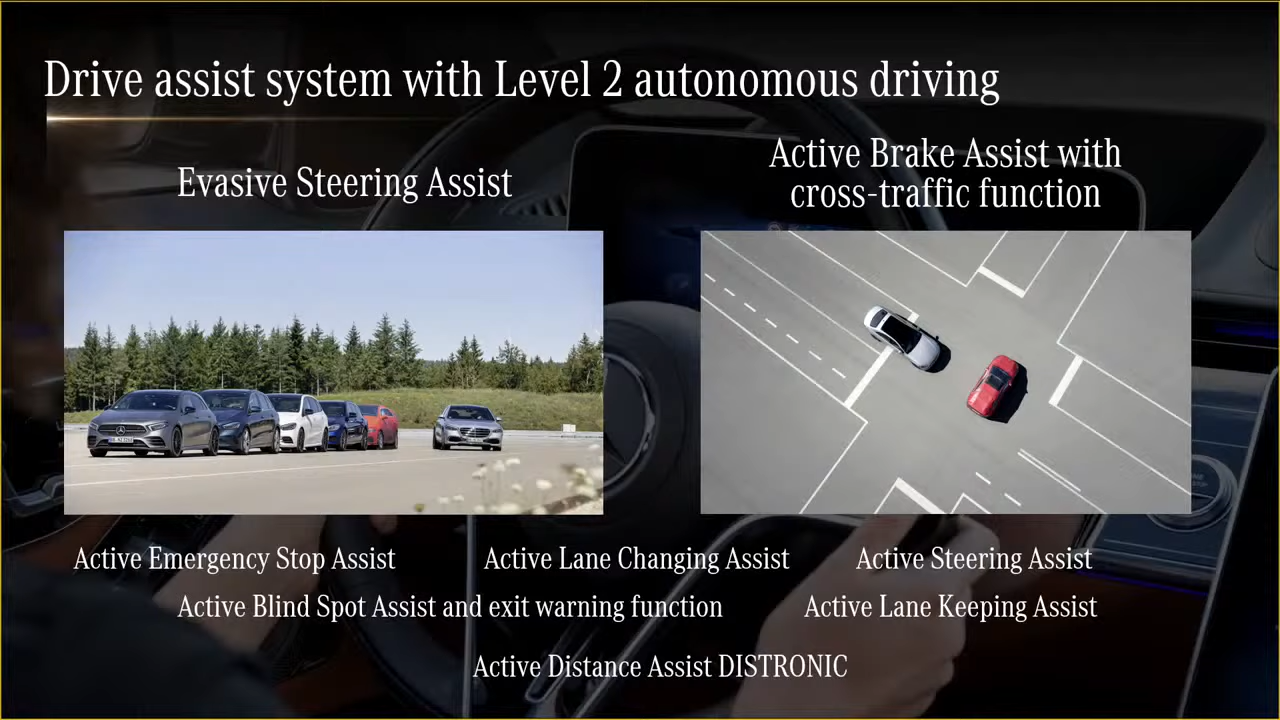 Drive assist system with Level 2 autonomous driving
Evasive Steering Assist
Active Brake Assist with
cross-traffic function
Active Emergency Stop Assist
Active Lane Changing Assist
Active Steering Assist
Active Blind Spot Assist and exit warning function
Active Lane Keeping Assist
Active Distance Assist DISTRONIC